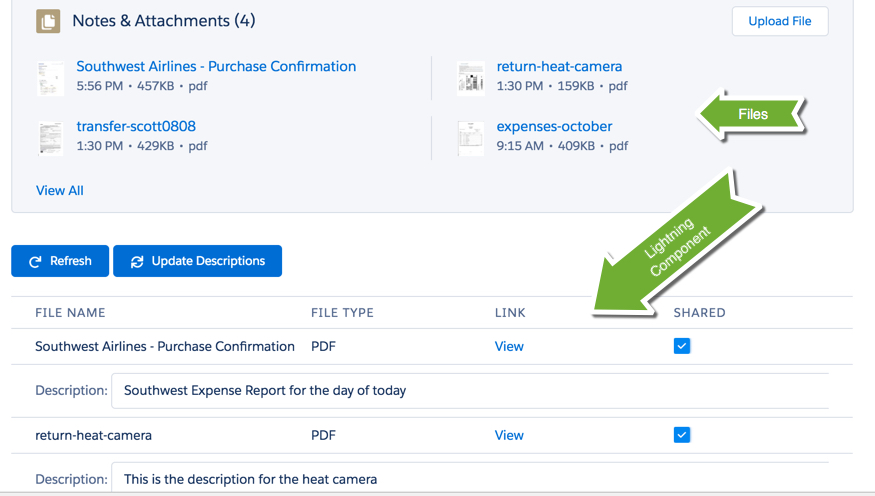 Notes & Attachments (4)
Upload File
Southwest Airlines - Purchase Confirmation
5:56 PM • 457KB • pdf
return-heat-camera
1:30 PM • 159KB • pdf
transfer-scott0808
1:30 PM • 429KB • pdf
expenses-october
9:15 AM • 409KB • pdf
Files
View All
Lightning
Component
Refresh
Update Descriptions
FILE NAME FILE TYPE LINK SHARED
Southwest Airlines - Purchase Confirmation PDF View
Description: Southwest Expense Report for the day of today
return-heat-camera PDF View
Description: This is the description for the heat camera